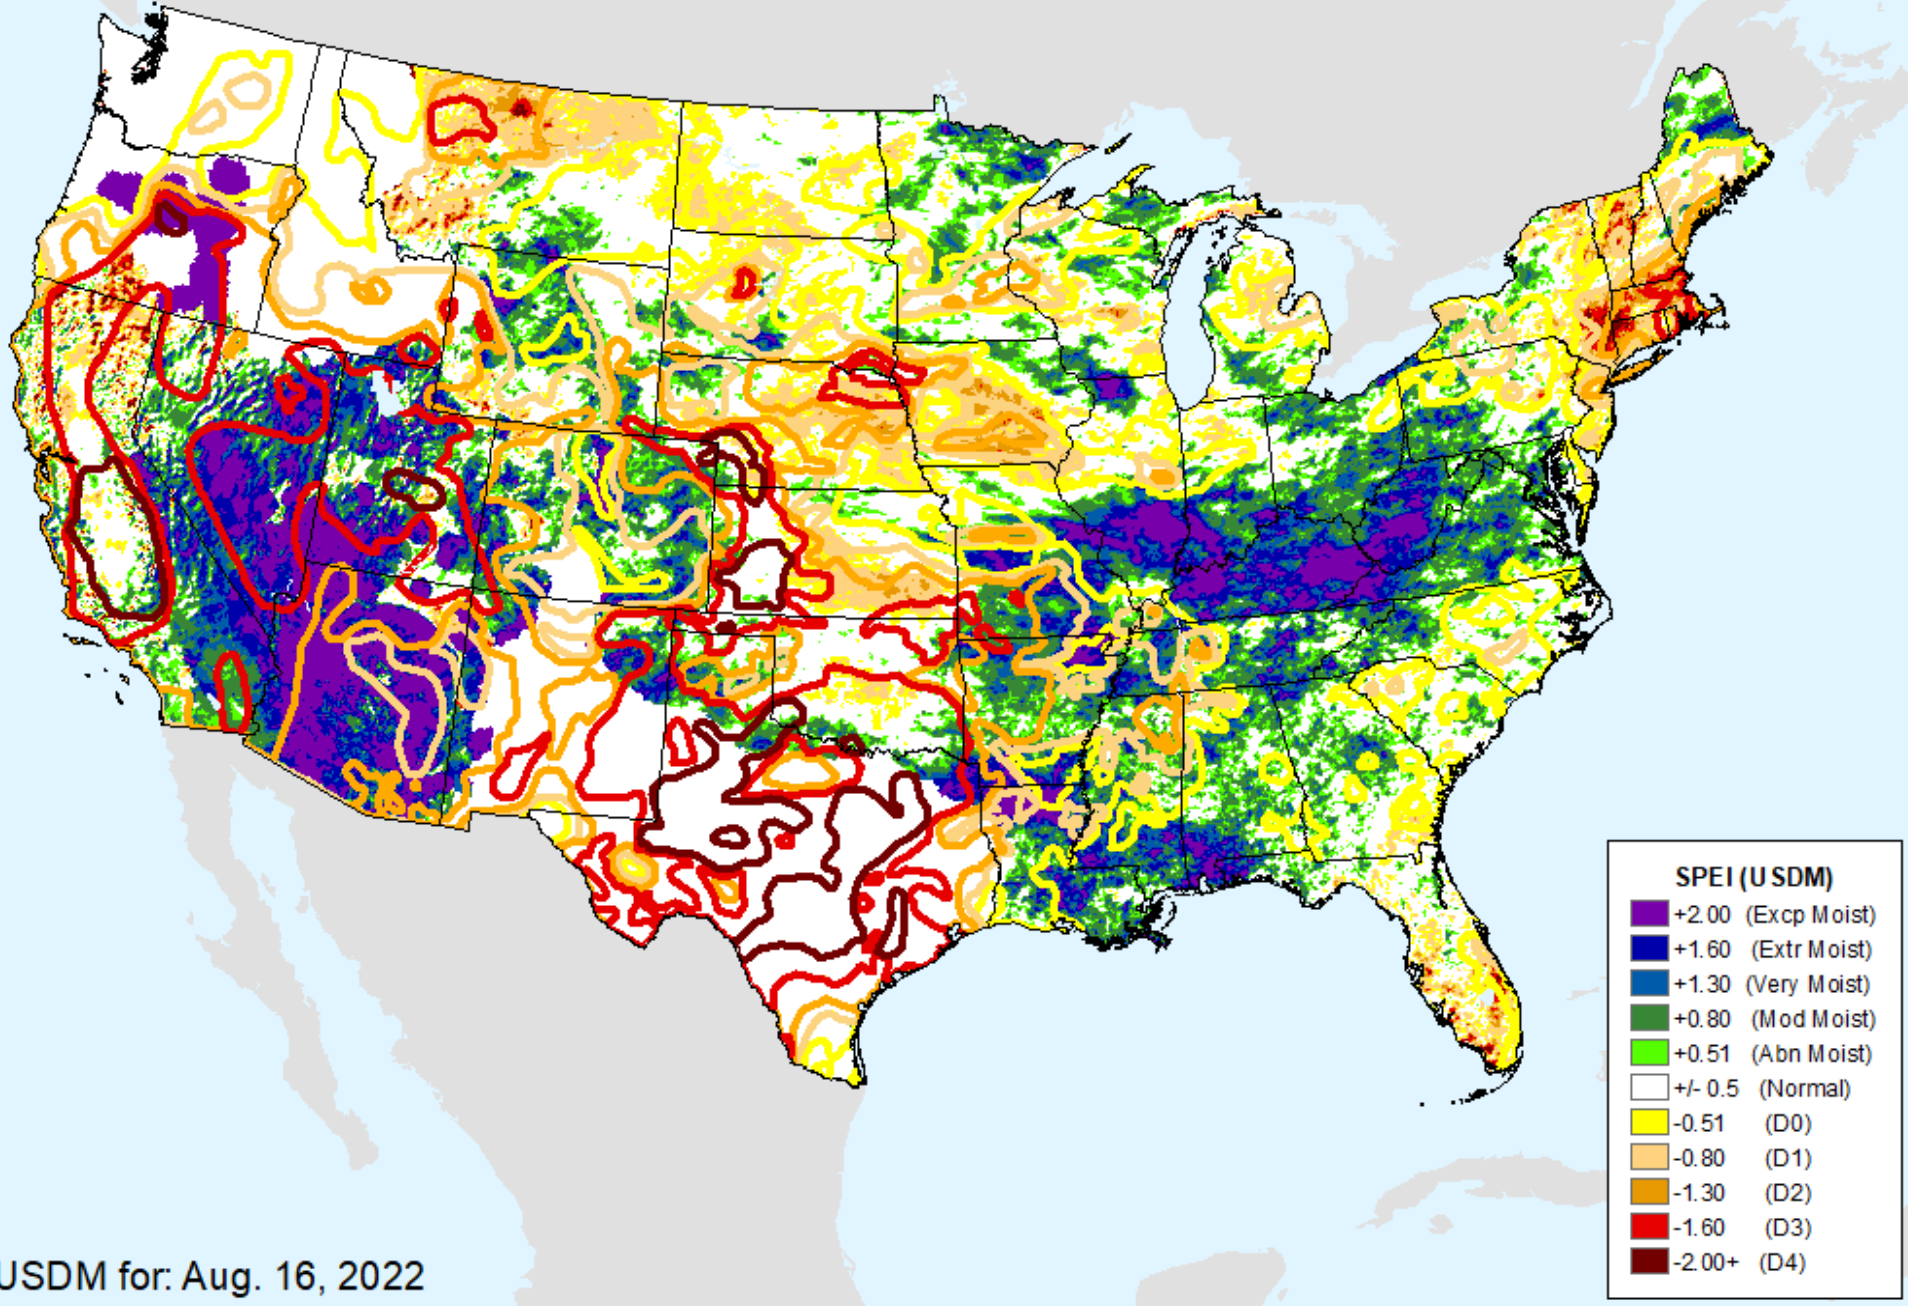 SPEI (USDM)
+2.00 (Excp Moist)
+1.60 (Extr Moist)
+1.30 (Very Moist)
+0.80 (Mod Moist)
+0.51 (Abn Moist)
+/- 0.5 (Normal)
-0.51 (D0)
-0.80 (D1)
-1.30 (D2)
-1.60 (D3)
-2.00+ (D4)
USDM for: Aug. 16, 2022